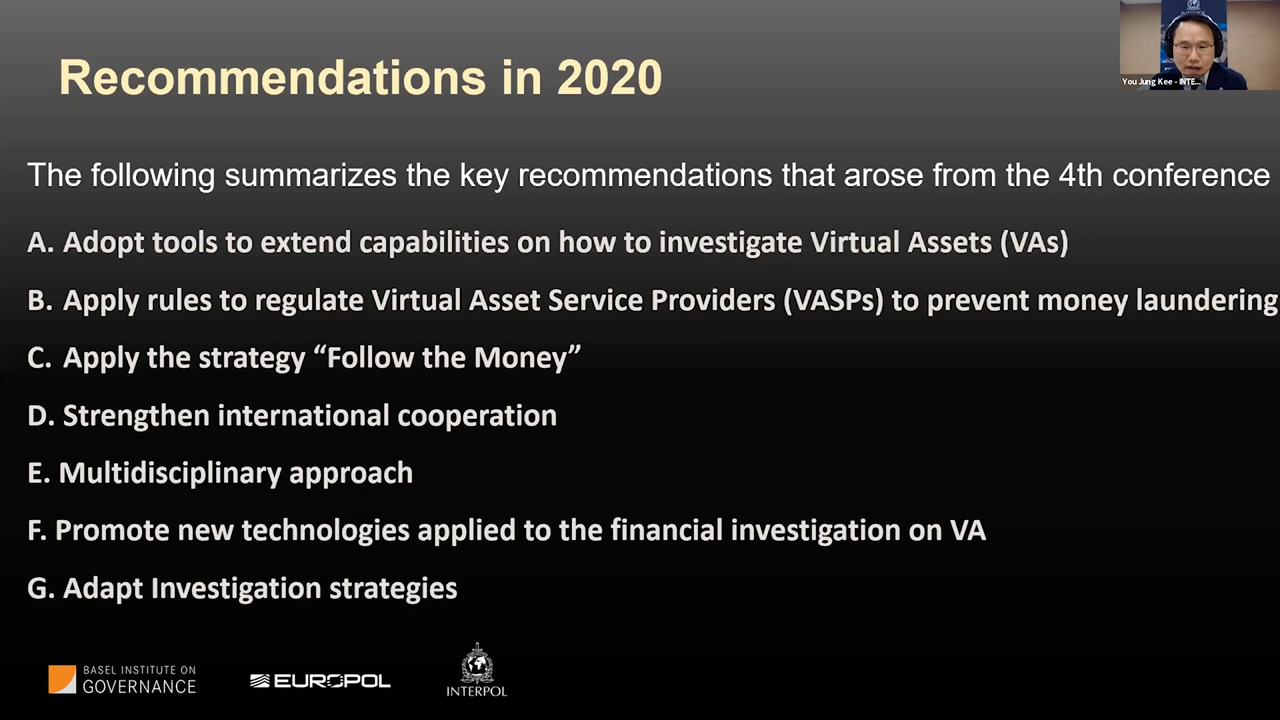 Recommendations in 2020
You Jung Kee - INTE...
The following summarizes the key recommendations that arose from the 4th conference
A. Adopt tools to extend capabilities on how to investigate Virtual Assets (VAs)
B. Apply rules to regulate Virtual Asset Service Providers (VASPs) to prevent money laundering
C. Apply the strategy “Follow the Money”
D. Strengthen international cooperation
E. Multidisciplinary approach
F. Promote new technologies applied to the financial investigation on VA
G. Adapt Investigation strategies
BASEL INSTITUTE ON
GOVERNANCE
EUROPOL
INTERPOL